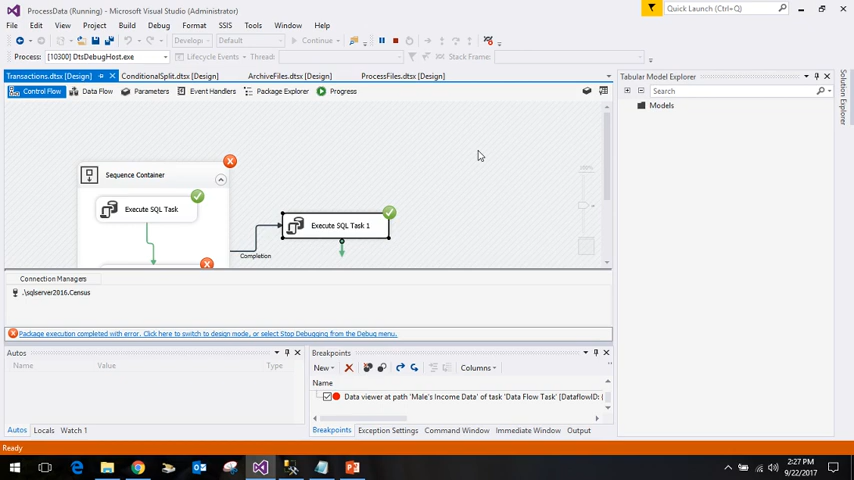 ProcessData (Running) - Microsoft Visual Studio (Administrator)
Quick Launch (Ctrl+Q)
File Edit View Project Build Debug Format SSIS Tools Window Help
Develop Default Continue
Process: [10300] DtsDebugHost.exe Lifecycle Events Thread: Stack Frame:
Transactions.dtsx [Design] ConditionalSplit.dtsx [Design] ArchiveFiles.dtsx [Design] ProcessFiles.dtsx [Design]
Tabular Model Explorer
Solution Explorer
Control Flow Data Flow Parameters Event Handlers Package Explorer Progress
Search
Models
Sequence Container
Execute SQL Task
Execute SQL Task 1
Completion
Connection Managers
.\sqlserver2016.Census
Package execution completed with error. Click here to switch to design mode, or select Stop Debugging from the Debug menu.
Autos
Name Value Type
Breakpoints
New Columns
Name
Data viewer at path 'Male's Income Data' of task 'Data Flow Task' [DataflowID: (
Autos Locals Watch 1
Breakpoints Exception Settings Command Window Immediate Window Output
Ready
2:27 PM
9/22/2017